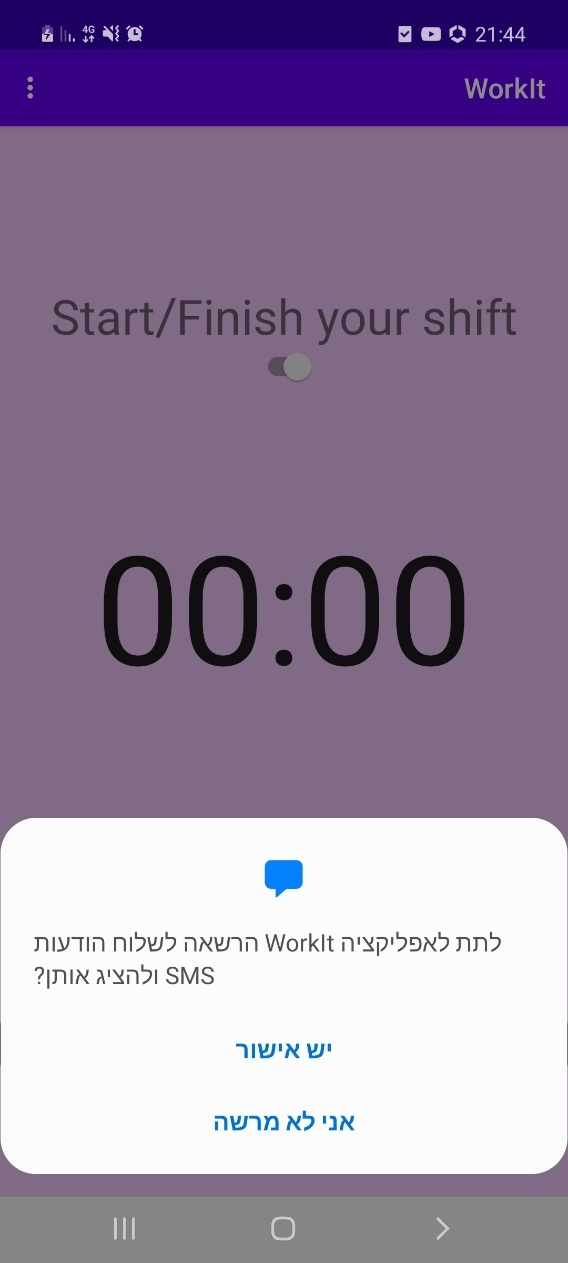 4G
21:44
WorkIt
Start/Finish your shift
00:00
לתת לאפליקציה WorkIt הרשאה לשלוח הודעות
SMS ולהציג אותן?
יש אישור
אני לא מרשה